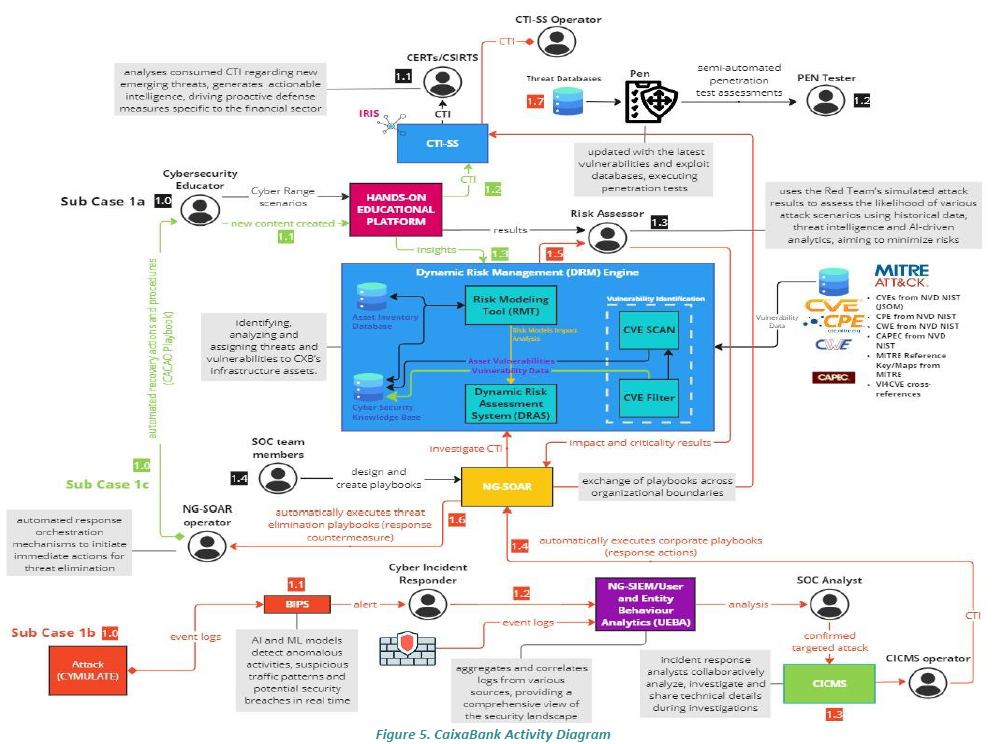 CTI-SS Operator
CTI
CERTs/CSIRTS
1.1
analyses consumed CTI regarding new
emerging threats, generates actionable
intelligence, driving proactive defense
measures specific to the financial sector
IRIS
CTI
CTI-SS
Threat Databases
1.7
Pen
semi-automated
penetration
test assessments
PEN Tester
1.2
updated with the latest
vulnerabilities and exploit
databases, executing
penetration tests
Sub Case 1a
1.0
Cybersecurity
Educator
Cyber Range
scenarios
new content created
1.1
HANDS-ON
EDUCATIONAL
PLATFORM
CTI
1.2
results
Risk Assessor
1.3
uses the Red Team's simulated attack
results to assess the likelihood of various
attack scenarios using historical data,
threat intelligence and AI-driven
analytics, aiming to minimize risks
insights
1.3
1.5
Dynamic Risk Management (DRM) Engine
Asset Inventory
Database
Risk Modeling
Tool (RMT)
Risk Models Impact
Analysis
Vulnerability Identification
CVE SCAN
CVE Filter
Asset Vulnerabilities
Vulnerability Data
Cyber Security
Knowledge Base
Dynamic Risk
Assessment
System (DRAS)
identifying,
analyzing and
assigning threats and
vulnerabilities to CXB's
infrastructure assets.
Vulnerability
Data
MITRE
ATT&CK.
CVE
CPE
CWE
CAPEC
• CVEs from NVD NIST
(JSOM)
• CPE from NVD NIST
• CWE from NVD NIST
• CAPEC from NVD
NIST
• MITRE Reference
Key/Maps from
MITRE
• VI4CVE cross-
references
automated recovery actions and procedures
(CACAO Playbook)
1.0
Sub Case 1c
SOC team
members
1.4
design and
create playbooks
investigate CTI
impact and criticality results
NG-SOAR
exchange of playbooks across
organizational boundaries
NG-SOAR
operator
automated response
orchestration
mechanisms to initiate
immediate actions for
threat elimination
automatically executes threat
elimination playbooks (response
countermeasure)
1.6
1.4
automatically executes corporate playbooks
(response actions)
Sub Case 1b
1.0
Attack
(CYMULATE)
event logs
1.1
BIPS
AI and ML models
detect anomalous
activities, suspicious
traffic patterns and
potential security
breaches in real time
alert
Cyber Incident
Responder
1.2
event logs
NG-SIEM/User
and Entity
Behaviour
Analytics (UEBA)
aggregates and correlates
logs from various
sources, providing a
comprehensive view of
the security landscape
analysis
SOC Analyst
confirmed
targeted attack
incident response
analysts collaboratively
analyze, investigate and
share technical details
during investigations
CICMS
1.3
CICMS operator
CTI
Figure 5. CaixaBank Activity Diagram